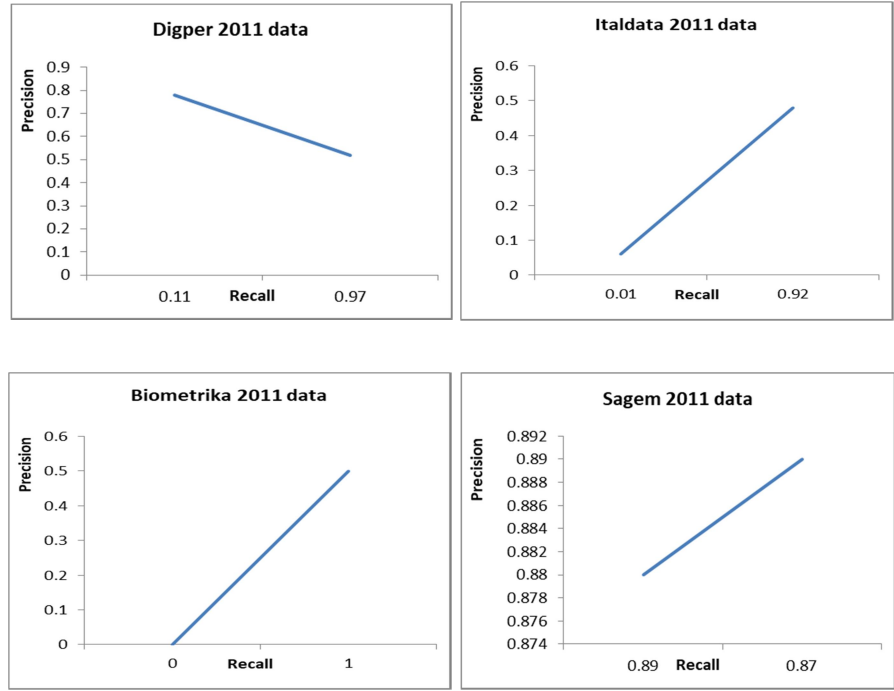 Digper 2011 data
Precision
0.9
0.8
0.7
0.6
0.5
0.4
0.3
0.2
0.1
0
0.11 Recall 0.97
Italdata 2011 data
Precision
0.6
0.5
0.4
0.3
0.2
0.1
0
0.01 Recall 0.92
Biometrika 2011 data
Precision
0.6
0.5
0.4
0.3
0.2
0.1
0
0 Recall 1
Sagem 2011 data
Precision
0.892
0.89
0.888
0.886
0.884
0.882
0.88
0.878
0.876
0.874
0.89 Recall 0.87